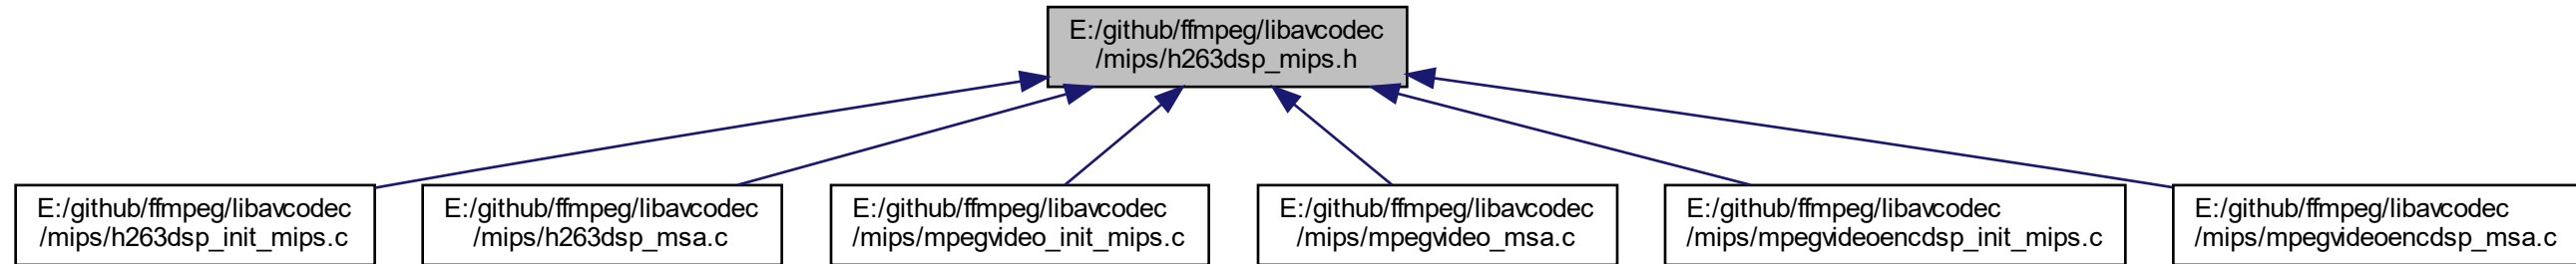 E:/github/ffmpeg/libavcodec
/mips/h263dsp_mips.h
E:/github/ffmpeg/libavcodec
/mips/h263dsp_init_mips.c
E:/github/ffmpeg/libavcodec
/mips/h263dsp_msa.c
E:/github/ffmpeg/libavcodec
/mips/mpegvideo_init_mips.c
E:/github/ffmpeg/libavcodec
/mips/mpegvideo_msa.c
E:/github/ffmpeg/libavcodec
/mips/mpegvideoencdsp_init_mips.c
E:/github/ffmpeg/libavcodec
/mips/mpegvideoencdsp_msa.c